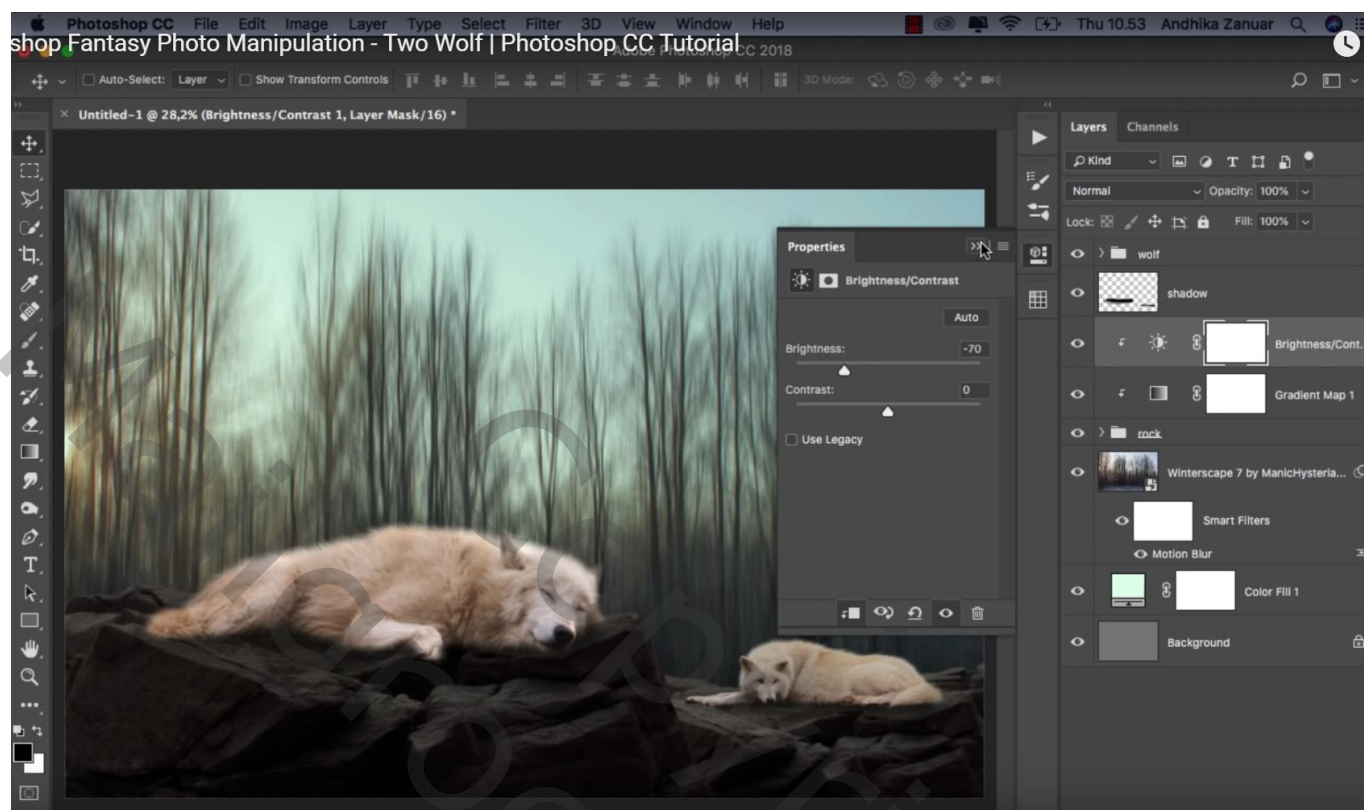 Photoshop CC File Edit Image Layer Type Select Filter 3D View Window Help Thu 10.53 Andhika Zanuar
shop Fantasy Photo Manipulation - Two Wolf | Photoshop CC Tutorial
Adobe Photoshop CC 2018
Auto-Select: Layer Show Transform Controls 3D Mode:
× Untitled-1 @ 28,2% (Brightness/Contrast 1, Layer Mask/16) *
Layers Channels
Kind
Normal Opacity: 100%
Lock: Fill: 100%
Properties
wolf
Brightness/Contrast
shadow
Auto
Brightness: -70
Brightness/Cont.
Contrast: 0
Gradient Map 1
Use Legacy
rock
Winterscape 7 by ManicHysteria...
Smart Filters
Motion Blur
Color Fill 1
Background